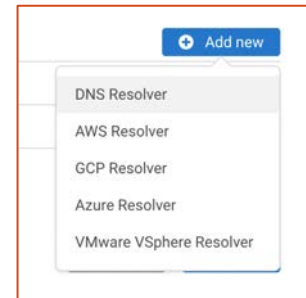 Add new
DNS Resolver
AWS Resolver
GCP Resolver
Azure Resolver
VMware VSphere Resolver